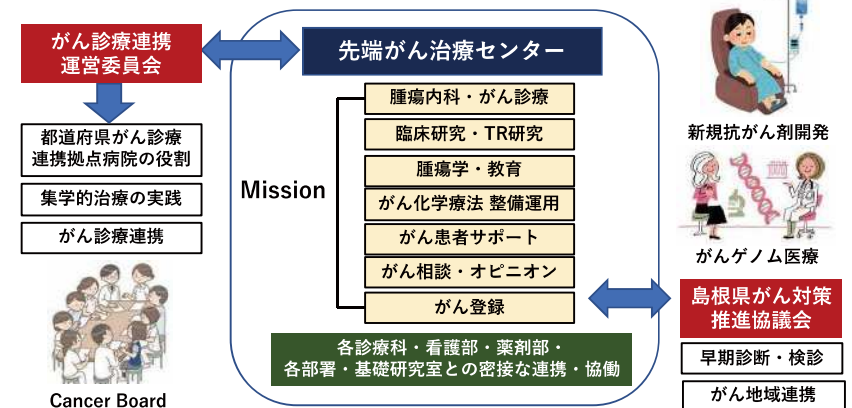 がん診療連携
運営委員会
都道府県がん診療
連携拠点病院の役割
集学的治療の実践
がん診療連携
Cancer Board
先端がん治療センター
Mission
腫瘍内科・がん診療
臨床研究・TR研究
腫瘍学・教育
がん化学療法 整備運用
がん患者サポート
がん相談・オピニオン
がん登録
各診療科・看護部・薬剤部・
各部署・基礎研究室との密接な連携・協働
新規抗がん剤開発
がんゲノム医療
島根県がん対策
推進協議会
早期診断・検診
がん地域連携